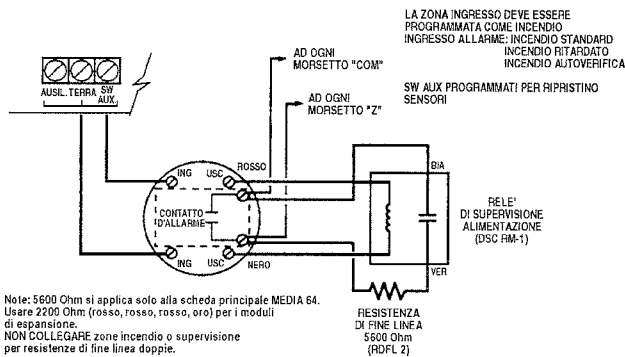 LA ZONA INGRESSO DEVE ESSERE
PROGRAMMATA COME INCENDIO
INGRESSO ALLARME: INCENDIO STANDARD
INCENDIO RITARDATO
INCENDIO AUTOVERIFICA
SW AUX PROGRAMMATI PER RIPRISTINO
SENSORI
AD OGNI
MORSETTO "COM"
AD OGNI
MORSETTO "Z"
AUSIL. TERRA SW
AUX
ING
USC
ROSSO
CONTATTO
D'ALLARME
ING
USC
NERO
BIA
RELE'
DI SUPERVISIONE
ALIMENTAZIONE
(DSC RM-1)
VER
RESISTENZA
DI FINE LINEA
5600 Ohm
(RDFL 2)
Note: 5600 Ohm si applica solo alla scheda principale MEDIA 64.
Usare 2200 Ohm (rosso, rosso, rosso, oro) per i moduli
di espansione.
NON COLLEGARE zone incendio o supervisione
per resistenze di fine linea doppie.